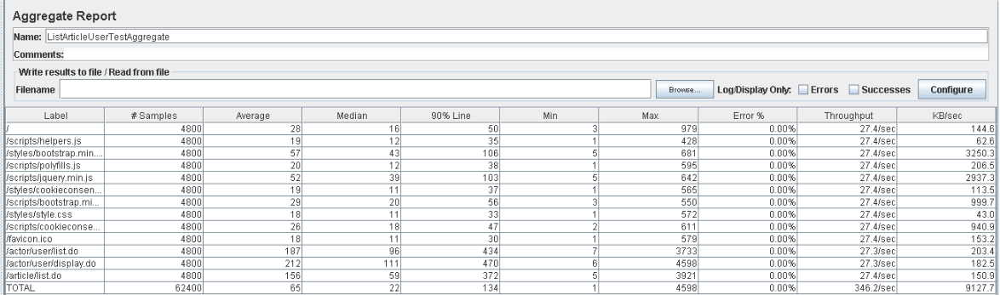 Aggregate Report
Name: ListArticleUserTestAggregate
Comments:
Write results to file / Read from file
Filename Browse... Log/Display Only: Errors Successes Configure
Label # Samples Average Median 90% Line Min Max Error % Throughput KB/sec
/ 4800 28 16 50 3 979 0.00% 27.4/sec 144.6
/scripts/helpers.js 4800 19 12 35 1 428 0.00% 27.4/sec 62.6
/styles/bootstrap.min.... 4800 57 43 106 5 681 0.00% 27.4/sec 3250.3
/scripts/polyfills.js 4800 20 12 38 1 595 0.00% 27.4/sec 206.5
/scripts/jquery.min.js 4800 52 39 103 5 642 0.00% 27.4/sec 2937.3
/styles/cookieconsen... 4800 19 11 37 1 565 0.00% 27.4/sec 113.5
/scripts/bootstrap.mi... 4800 29 20 56 3 550 0.00% 27.4/sec 999.7
/styles/style.css 4800 18 11 33 1 572 0.00% 27.4/sec 43.0
/scripts/cookieconse... 4800 26 18 47 2 611 0.00% 27.4/sec 940.9
/favicon.ico 4800 18 11 30 1 579 0.00% 27.4/sec 153.2
/actor/user/list.do 4800 187 96 434 7 3733 0.00% 27.3/sec 203.4
/actor/user/display.do 4800 212 111 470 6 4598 0.00% 27.3/sec 182.5
/article/list.do 4800 156 59 372 5 3921 0.00% 27.4/sec 150.9
TOTAL 62400 65 22 134 1 4598 0.00% 346.2/sec 9127.7